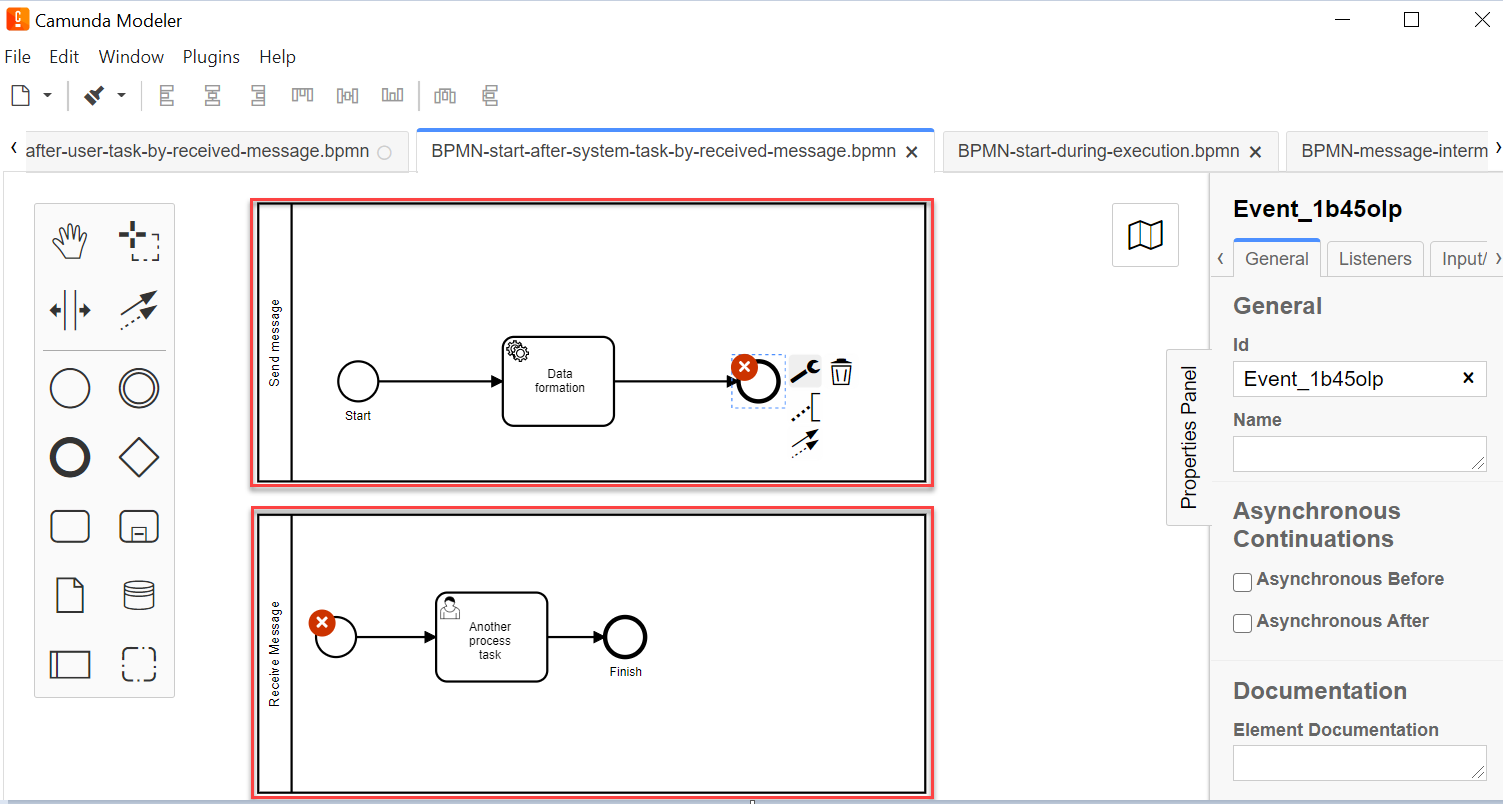 Camunda Modeler
File Edit Window Plugins Help
after-user-task-by-received-message.bpmn
BPMN-start-after-system-task-by-received-message.bpmn
BPMN-start-during-execution.bpmn
BPMN-message-interm
Send message
Start
Data
formation
Receive Message
Another
process
task
Finish
Properties Panel
Event_1b45olp
General Listeners Input/
General
Id
Event_1b45olp
Name
Asynchronous
Continuations
Asynchronous Before
Asynchronous After
Documentation
Element Documentation